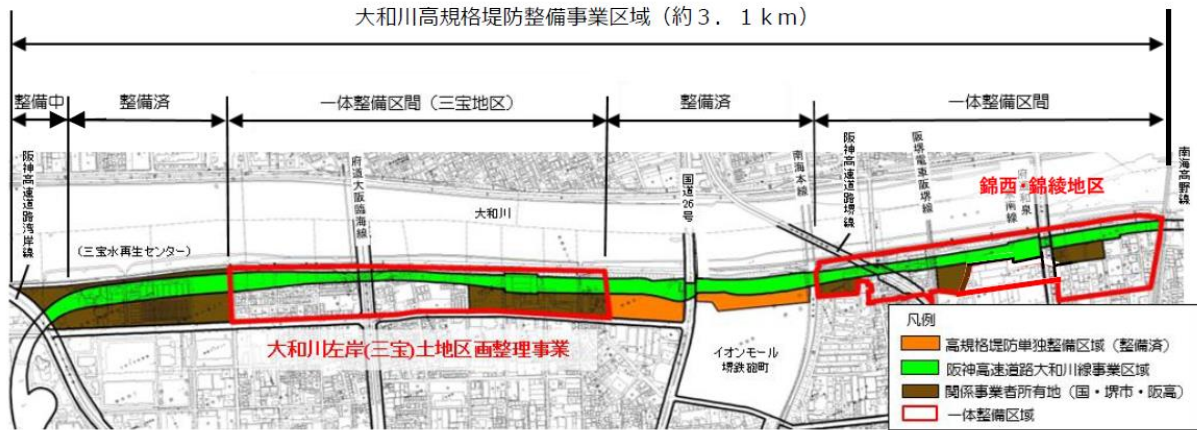 大和川高規格堤防整備事業区域（約３．１ｋｍ）
整備中
整備済
一体整備区間（三宝地区）
整備済
一体整備区間
阪神高速道路湾岸線
（三宝水再生センター）
府道大阪臨海線
大和川
国道26号
南海本線
阪神高速道路堺線
阪堺電車阪堺線
錦西・錦綾地区
南海高野線
大和川左岸(三宝)土地区画整理事業
イオンモール
堺鉄砲町
凡例
高規格堤防単独整備区域（整備済）
阪神高速道路大和川線事業区域
関係事業者所有地（国・堺市・阪高）
一体整備区域